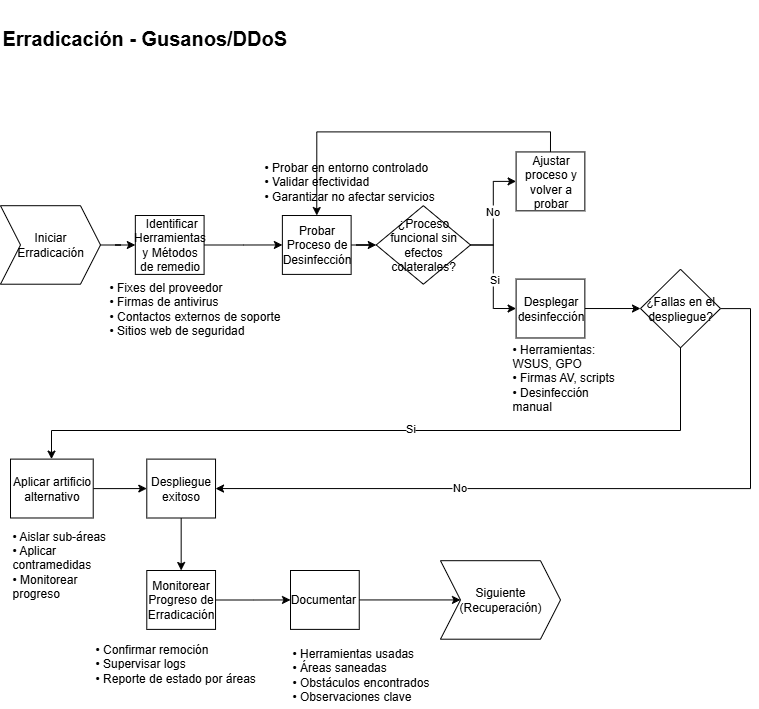 Erradicación - Gusanos/DDoS
Iniciar
Erradicación
Identificar
Herramientas
y Métodos
de remedio
• Fixes del proveedor
• Firmas de antivirus
• Contactos externos de soporte
• Sitios web de seguridad
• Probar en entorno controlado
• Validar efectividad
• Garantizar no afectar servicios
Probar
Proceso de
Desinfección
¿Proceso
funcional sin
efectos
colaterales?
No
Ajustar
proceso y
volver a
probar
Si
Desplegar
desinfección
• Herramientas:
WSUS, GPO
• Firmas AV, scripts
• Desinfección
manual
¿Fallas en el
despliegue?
Si
No
Aplicar artificio
alternativo
• Aislar sub-áreas
• Aplicar
contramedidas
• Monitorear
progreso
Despliegue
exitoso
Monitorear
Progreso de
Erradicación
• Confirmar remoción
• Supervisar logs
• Reporte de estado por áreas
Documentar
• Herramientas usadas
• Áreas saneadas
• Obstáculos encontrados
• Observaciones clave
Siguiente
(Recuperación)